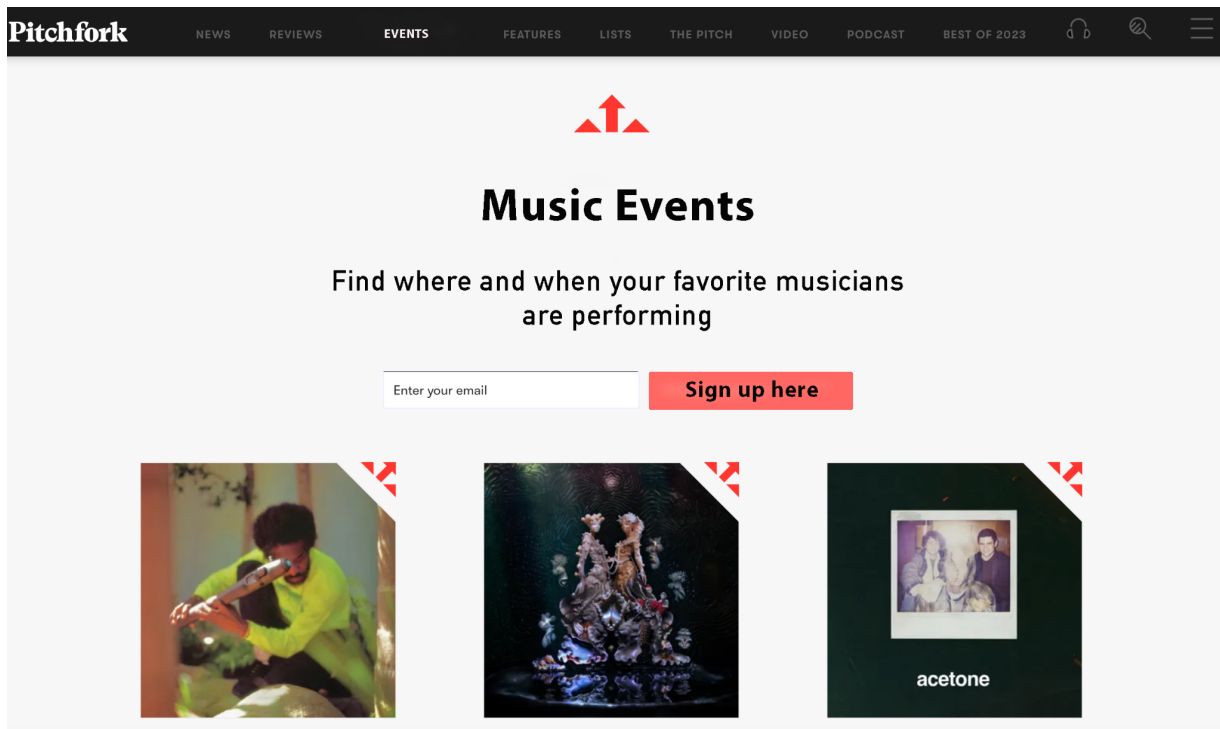 Pitchfork NEWS REVIEWS EVENTS FEATURES LISTS THE PITCH VIDEO PODCAST BEST OF 2023
Music Events
Find where and when your favorite musicians
are performing
Enter your email Sign up here
acetone